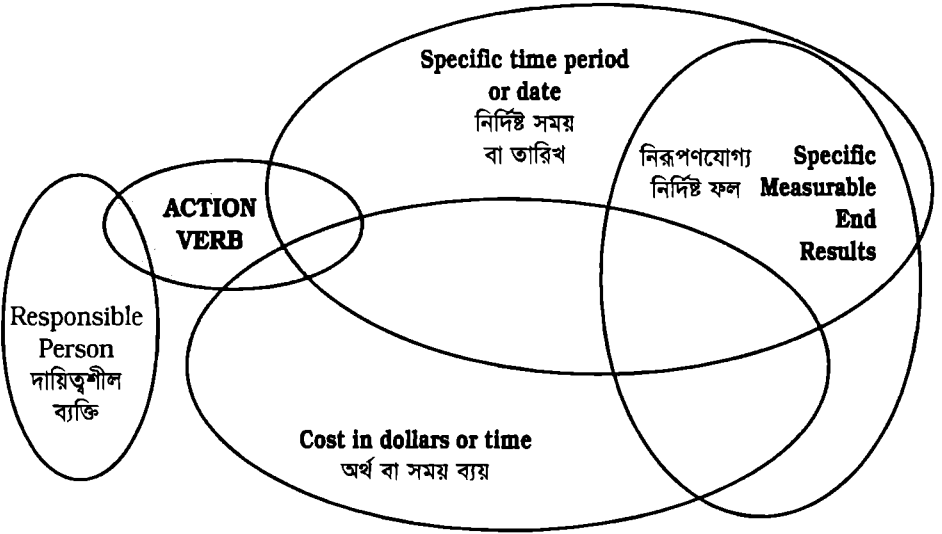 Specific time period
or date
নির্দিষ্ট সময়
বা তারিখ
নিরূপণযোগ্য
নির্দিষ্ট ফল
Specific
Measurable
End
Results
ACTION
VERB
Responsible
Person
দায়িত্বশীল
ব্যক্তি
Cost in dollars or time
অর্থ বা সময় ব্যয়